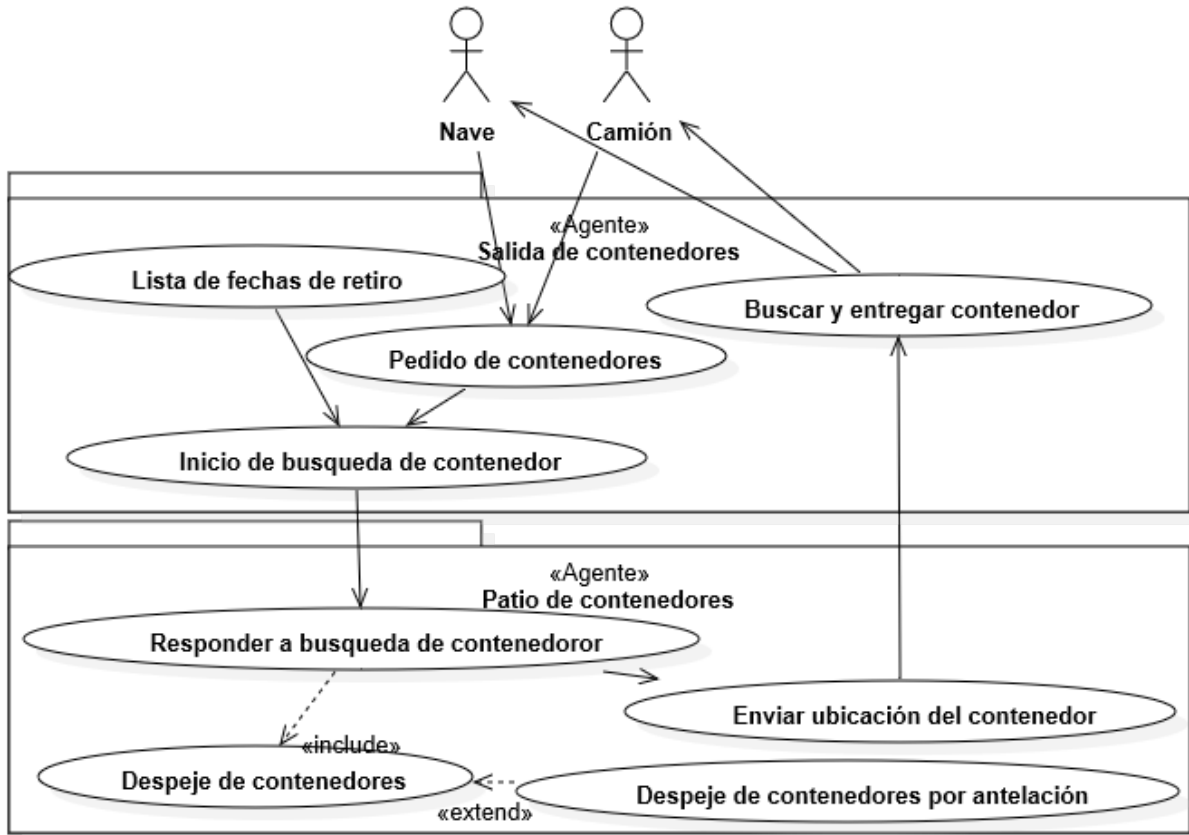 Nave
Camión
«Agente»
Salida de contenedores
Lista de fechas de retiro
Buscar y entregar contenedor
Pedido de contenedores
Inicio de busqueda de contenedor
«Agente»
Patio de contenedores
Responder a busqueda de contenedoror
Enviar ubicación del contenedor
«include»
Despeje de contenedores
Despeje de contenedores por antelación
«extend»